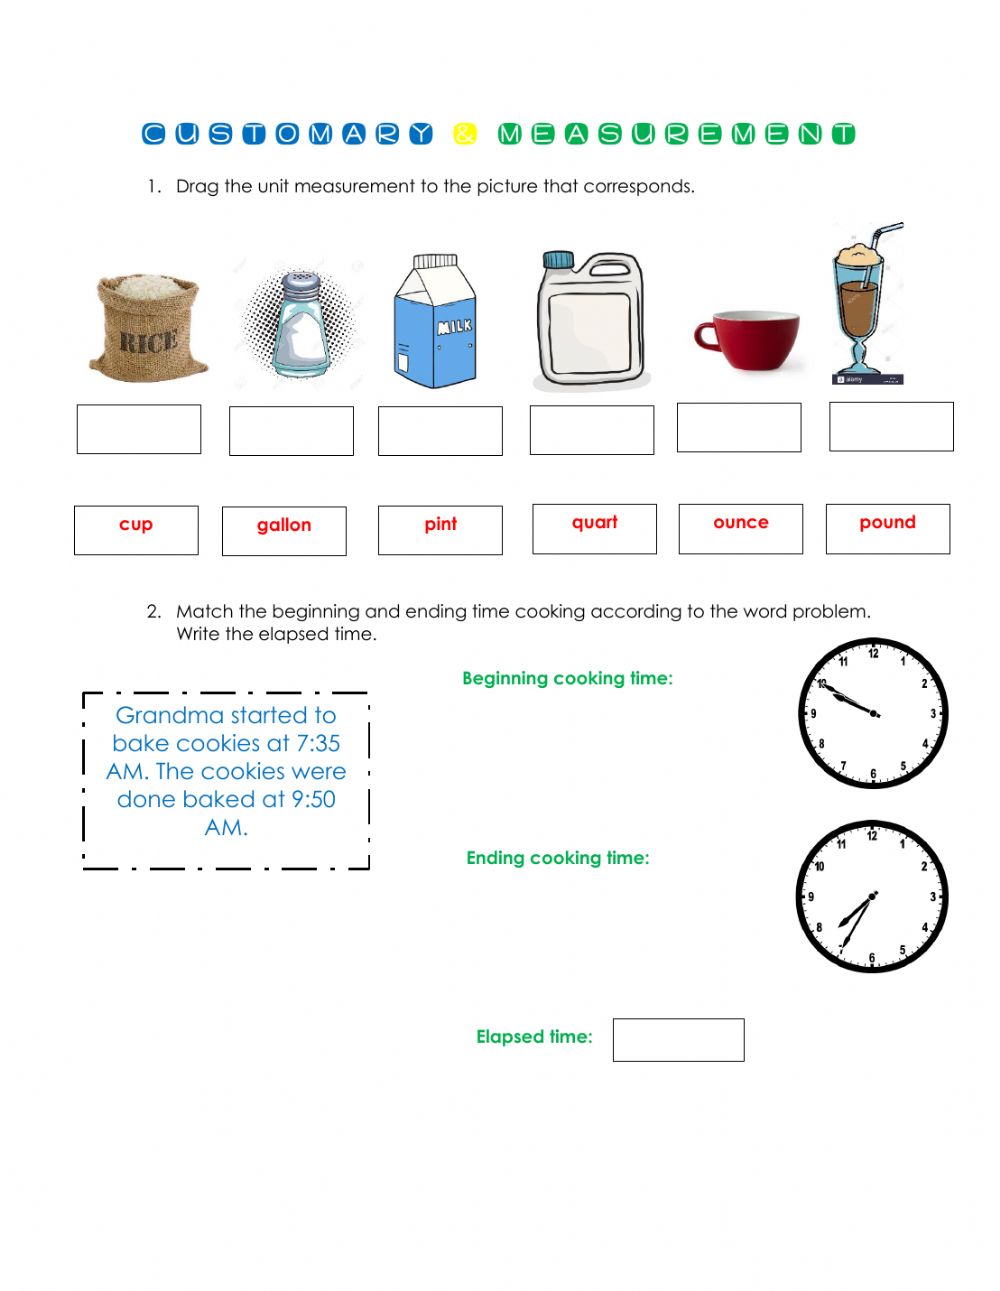 CUSTOMARY & MEASUREMENT
1. Drag the unit measurement to the picture that corresponds.
RICE
MILK
alamy
cup gallon pint quart ounce pound
2. Match the beginning and ending time cooking according to the word problem.
Write the elapsed time.
Grandma started to
bake cookies at 7:35
AM. The cookies were
done baked at 9:50
AM.
Beginning cooking time:
12
11 1
10 2
9 3
8 4
7 5
6
Ending cooking time:
12
11 1
10 2
9 3
8 4
5
6
Elapsed time: